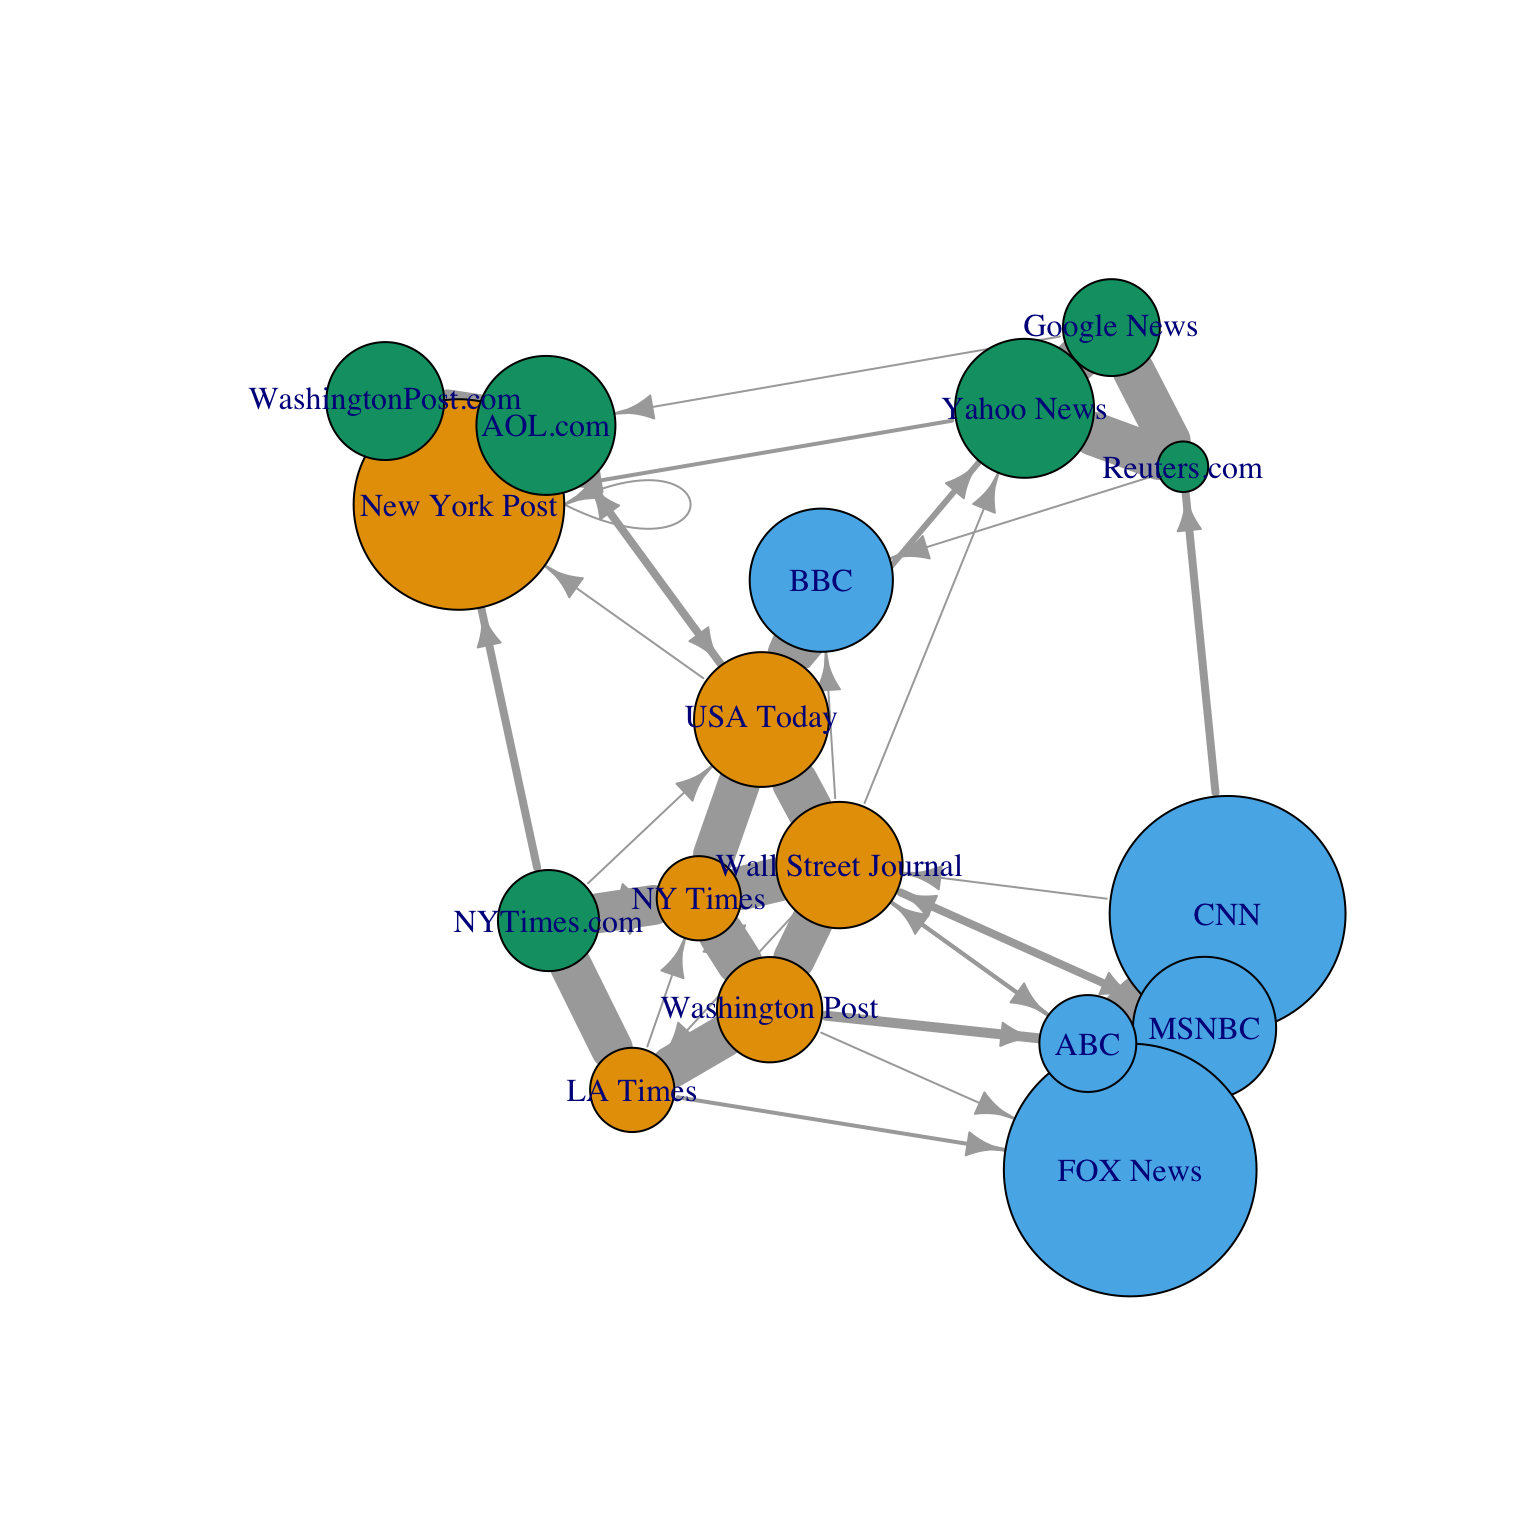 Google News
WashingtonPost.com
Yahoo News
AOL.com
Reuters.com
New York Post
BBC
USA Today
Wall Street Journal
NY Times
CNN
NYTimes.com
Washington Post
MSNBC
ABC
LA Times
FOX News